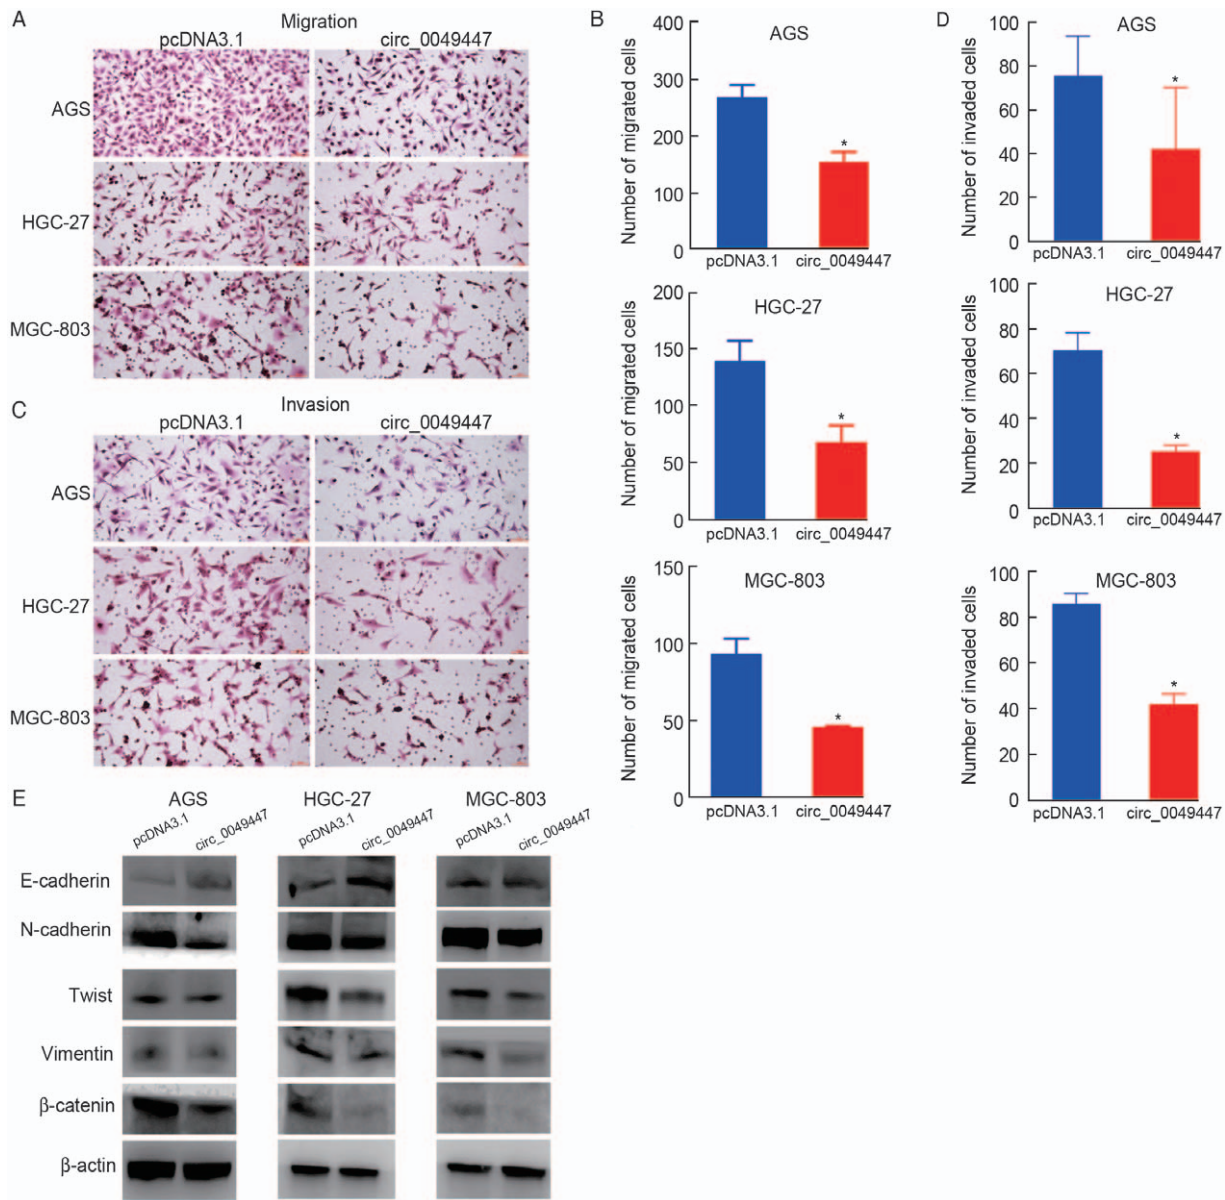 A
Migration
pcDNA3.1 circ_0049447
AGS
HGC-27
MGC-803
C
Invasion
pcDNA3.1 circ_0049447
AGS
HGC-27
MGC-803
B
AGS
Number of migrated cells
400
300
200
100
0
pcDNA3.1 circ_0049447
*
HGC-27
Number of migrated cells
200
150
100
50
0
pcDNA3.1 circ_0049447
*
MGC-803
Number of migrated cells
150
100
50
0
pcDNA3.1 circ_0049447
*
D
AGS
Number of invaded cells
100
80
60
40
20
0
pcDNA3.1 circ_0049447
*
HGC-27
Number of invaded cells
100
80
60
40
20
0
pcDNA3.1 circ_0049447
*
MGC-803
Number of invaded cells
100
80
60
40
20
0
pcDNA3.1 circ_0049447
*
E
AGS HGC-27 MGC-803
pcDNA3.1 circ_0049447 pcDNA3.1 circ_0049447 pcDNA3.1 circ_0049447
E-cadherin
N-cadherin
Twist
Vimentin
β-catenin
β-actin